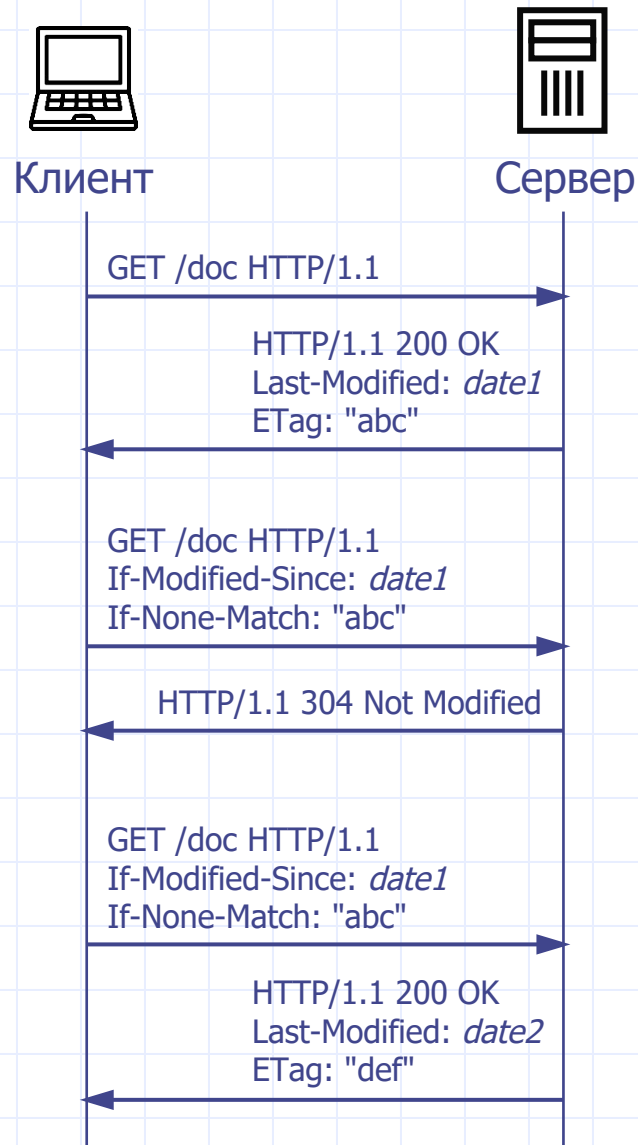 Клиент
Сервер
GET /doc HTTP/1.1
HTTP/1.1 200 OK
Last-Modified: date1
ETag: "abc"
GET /doc HTTP/1.1
If-Modified-Since: date1
If-None-Match: "abc"
HTTP/1.1 304 Not Modified
GET /doc HTTP/1.1
If-Modified-Since: date1
If-None-Match: "abc"
HTTP/1.1 200 OK
Last-Modified: date2
ETag: "def"